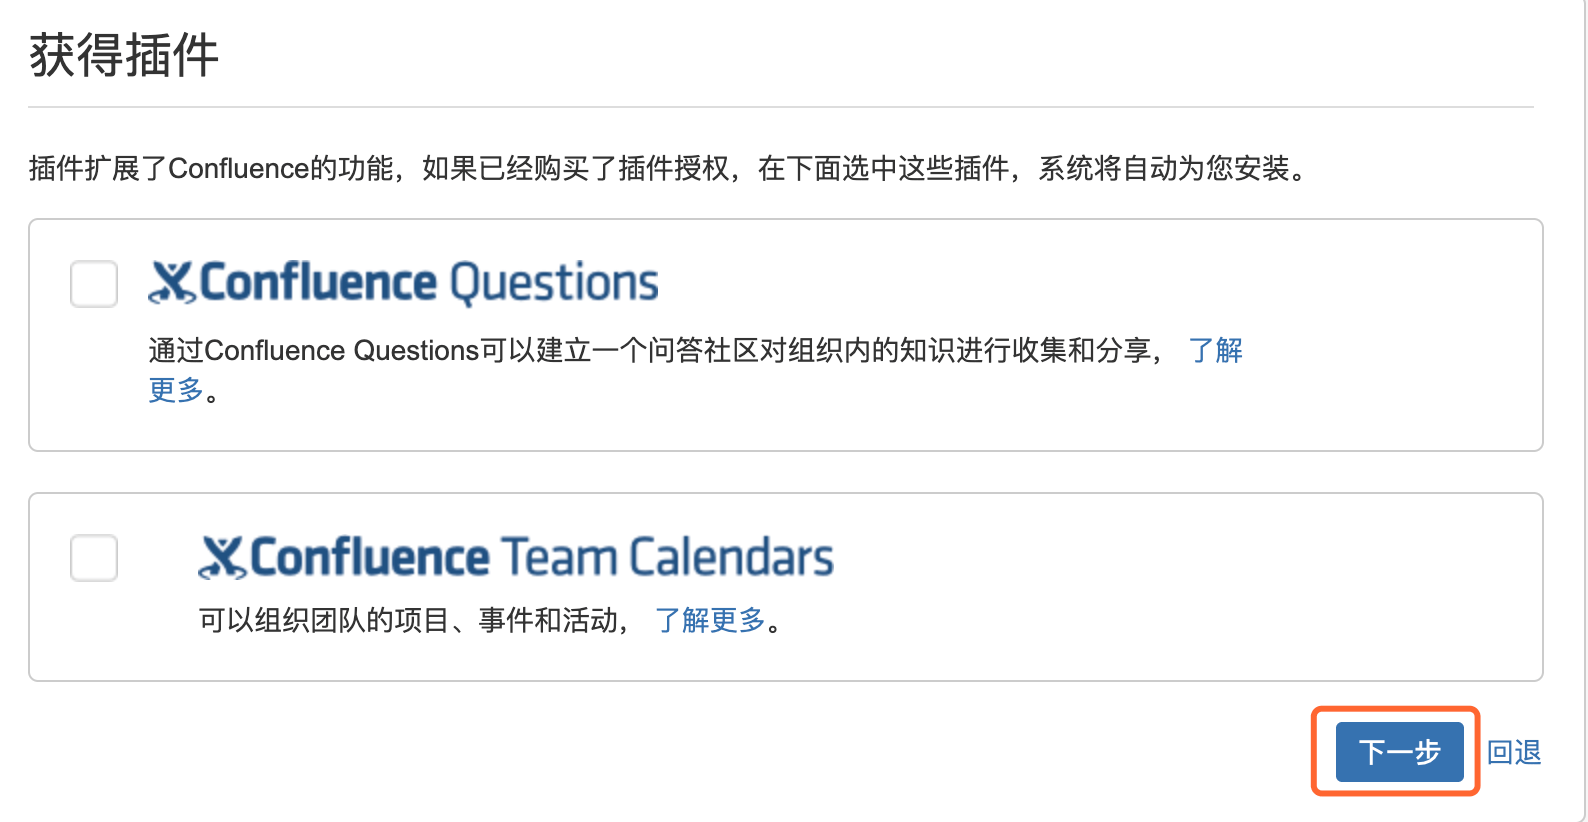 获得插件
插件扩展了Confluence的功能，如果已经购买了插件授权，在下面选中这些插件，系统将自动为您安装。
Confluence Questions
通过Confluence Questions可以建立一个问答社区对组织内的知识进行收集和分享， 了解
更多。
Confluence Team Calendars
可以组织团队的项目、事件和活动， 了解更多。
下一步 回退